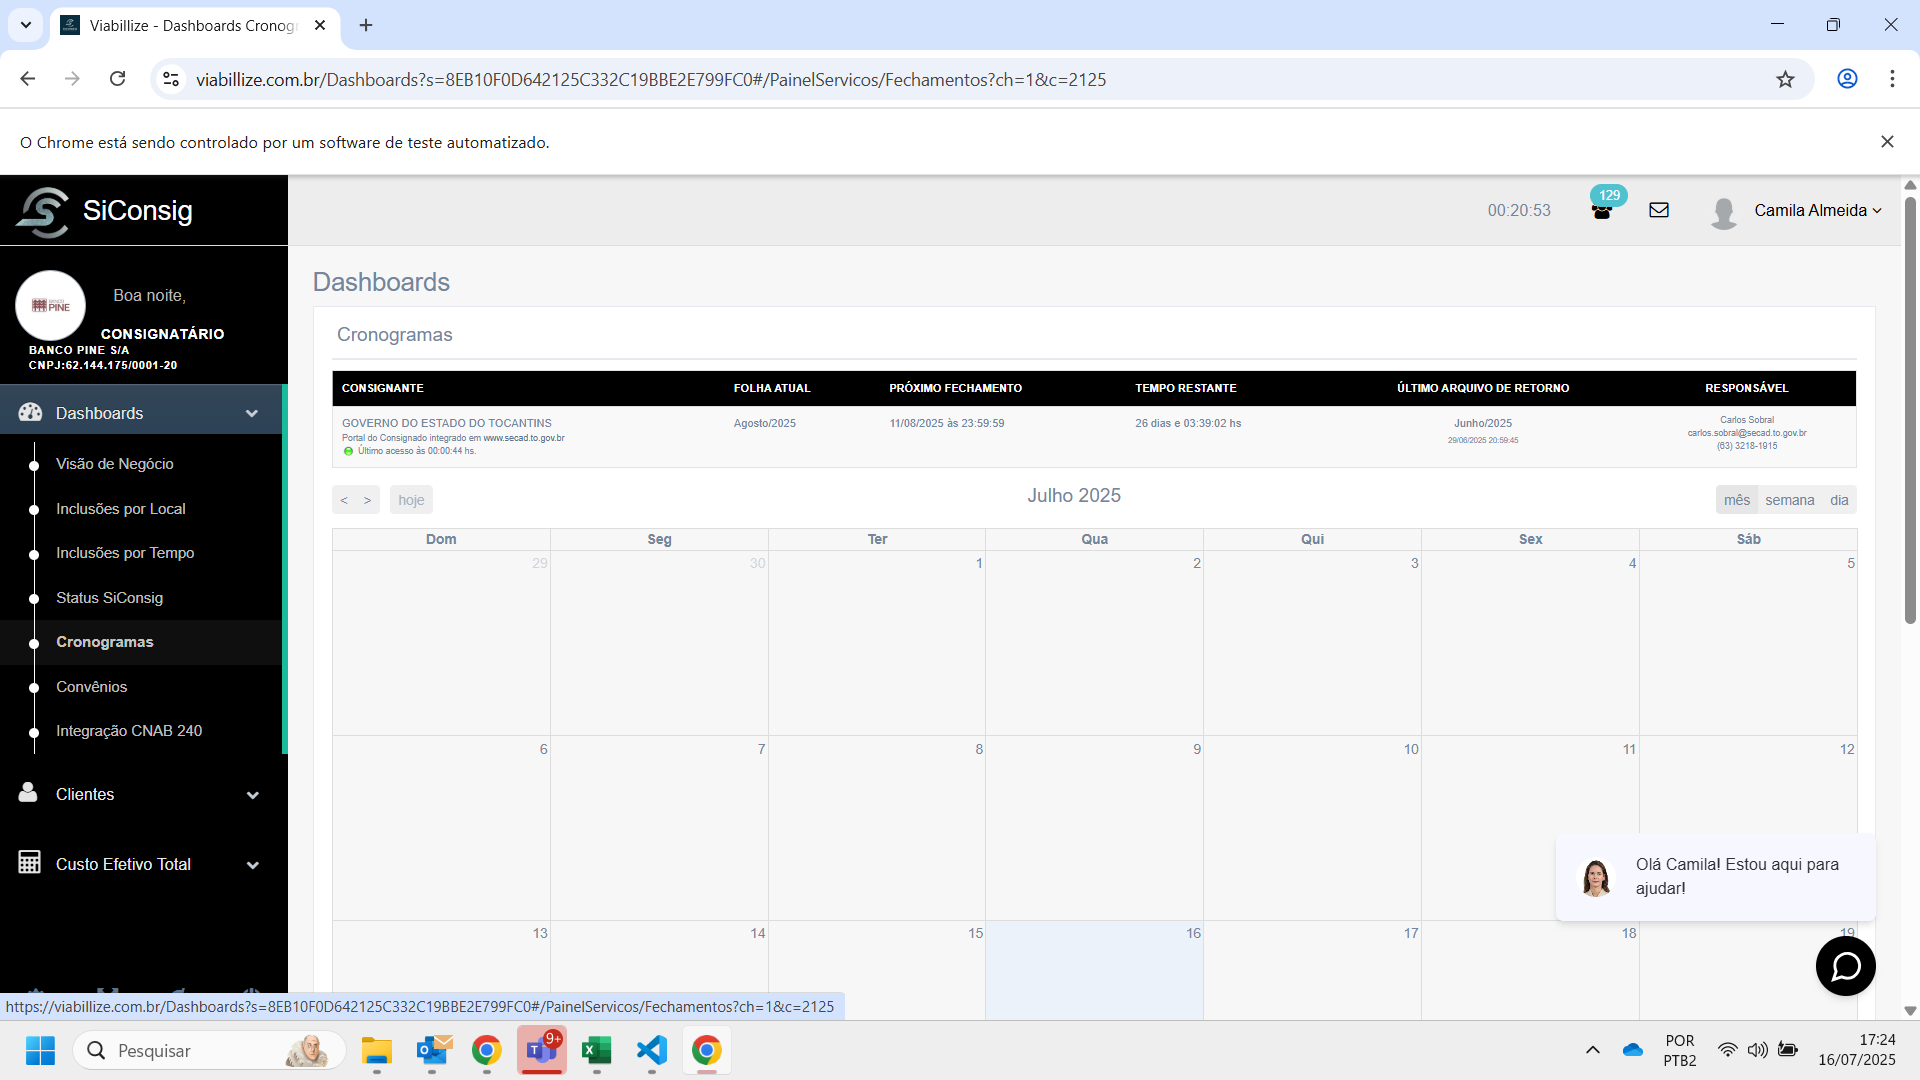 Viabillize - Dashboards Cronog
viabillize.com.br/Dashboards?s=8EB10F0D642125C332C19BBE2E799FC0#/PainelServicos/Fechamentos?ch=1&c=2125
O Chrome está sendo controlado por um software de teste automatizado.
SiConsig
00:20:53
129
Camila Almeida
Boa noite,
CONSIGNATÁRIO
BANCO PINE S/A
CNPJ:62.144.175/0001-20
BANCO
PINE
Dashboards
Visão de Negócio
Inclusões por Local
Inclusões por Tempo
Status SiConsig
Cronogramas
Convênios
Integração CNAB 240
Clientes
Custo Efetivo Total
Dashboards
Cronogramas
CONSIGNANTE FOLHA ATUAL PRÓXIMO FECHAMENTO TEMPO RESTANTE ÚLTIMO ARQUIVO DE RETORNO RESPONSÁVEL
GOVERNO DO ESTADO DO TOCANTINS Agosto/2025 11/08/2025 às 23:59:59 26 dias e 03:39:02 hs Junho/2025 Carlos Sobral
Portal do Consignado integrado em www.secad.to.gov.br 29/06/2025 20:59:45 carlos.sobral@secad.to.gov.br
Último acesso ás 00:00:44 hs. (63) 3218-1915
< > hoje Julho 2025 mês semana dia
Dom Seg Ter Qua Qui Sex Sáb
29 30 1 2 3 4 5
6 7 8 9 10 11 12
13 14 15 16 17 18 19
Olá Camila! Estou aqui para
ajudar!
https://viabillize.com.br/Dashboards?s=8EB10F0D642125C332C19BBE2E799FC0#/PainelServicos/Fechamentos?ch=1&c=2125
Pesquisar
9+
POR
PTB2
17:24
16/07/2025